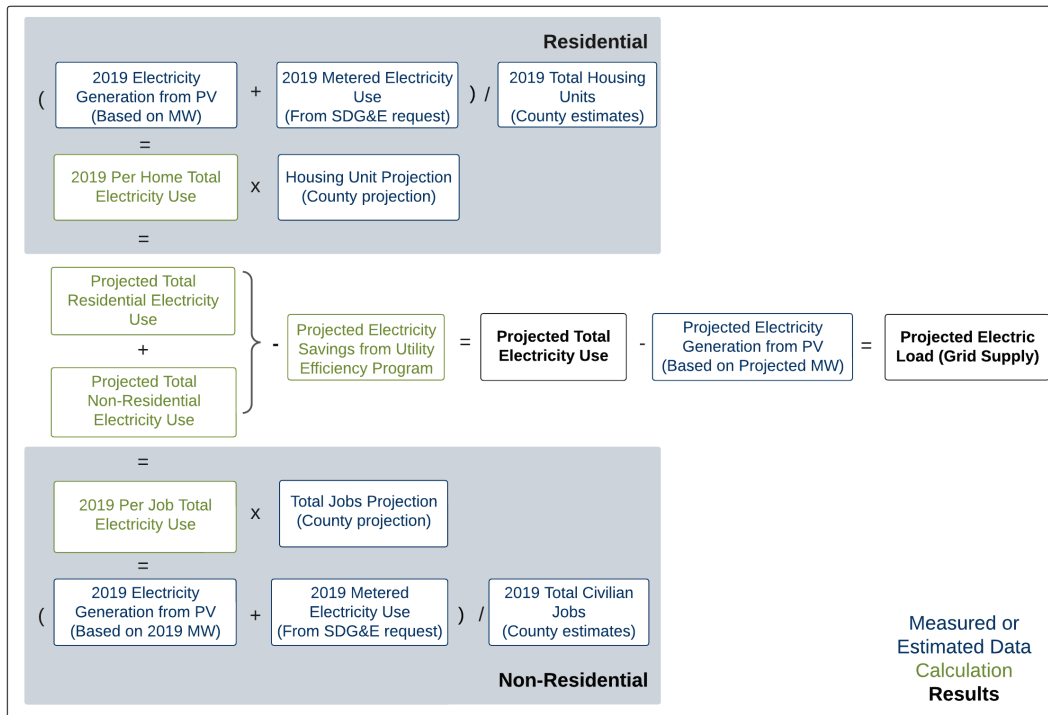 Residential
(
2019 Electricity
Generation from PV
(Based on MW)
+
2019 Metered Electricity
Use
(From SDG&E request)
) /
2019 Total Housing
Units
(County estimates)
=
2019 Per Home Total
Electricity Use
x
Housing Unit Projection
(County projection)
=
Projected Total
Residential Electricity
Use
+
Projected Total
Non-Residential
Electricity Use
-
Projected Electricity
Savings from Utility
Efficiency Program
=
Projected Total
Electricity Use
-
Projected Electricity
Generation from PV
(Based on Projected MW)
=
Projected Electric
Load (Grid Supply)
=
2019 Per Job Total
Electricity Use
x
Total Jobs Projection
(County projection)
=
(
2019 Electricity
Generation from PV
(Based on 2019 MW)
+
2019 Metered
Electricity Use
(From SDG&E request)
) /
2019 Total Civilian
Jobs
(County estimates)
Non-Residential
Measured or
Estimated Data
Calculation
Results